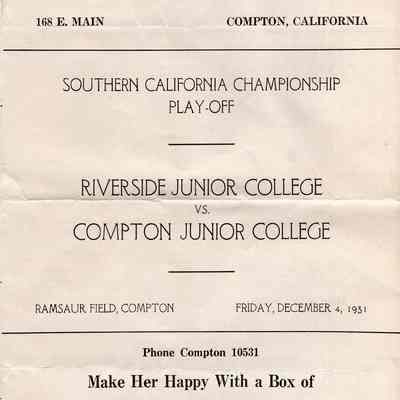 168 E. MAIN COMPTON, CALIFORNIA
SOUTHERN CALIFORNIA CHAMPIONSHIP
PLAY-OFF
RIVERSIDE JUNIOR COLLEGE
VS.
COMPTON JUNIOR COLLEGE
RAMSAUR FIELD, COMPTON FRIDAY, DECEMBER 4, 1931
Phone Compton 10531
Make Her Happy With a Box of